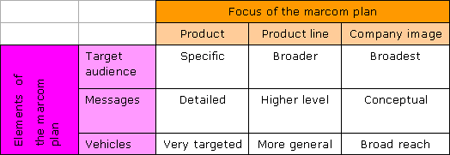 Focus of the marcom plan
Product Product line Company image
Elements of
the marcom
plan
Target
audience
Specific Broader Broadest
Messages Detailed Higher level Conceptual
Vehicles Very targeted More general Broad reach